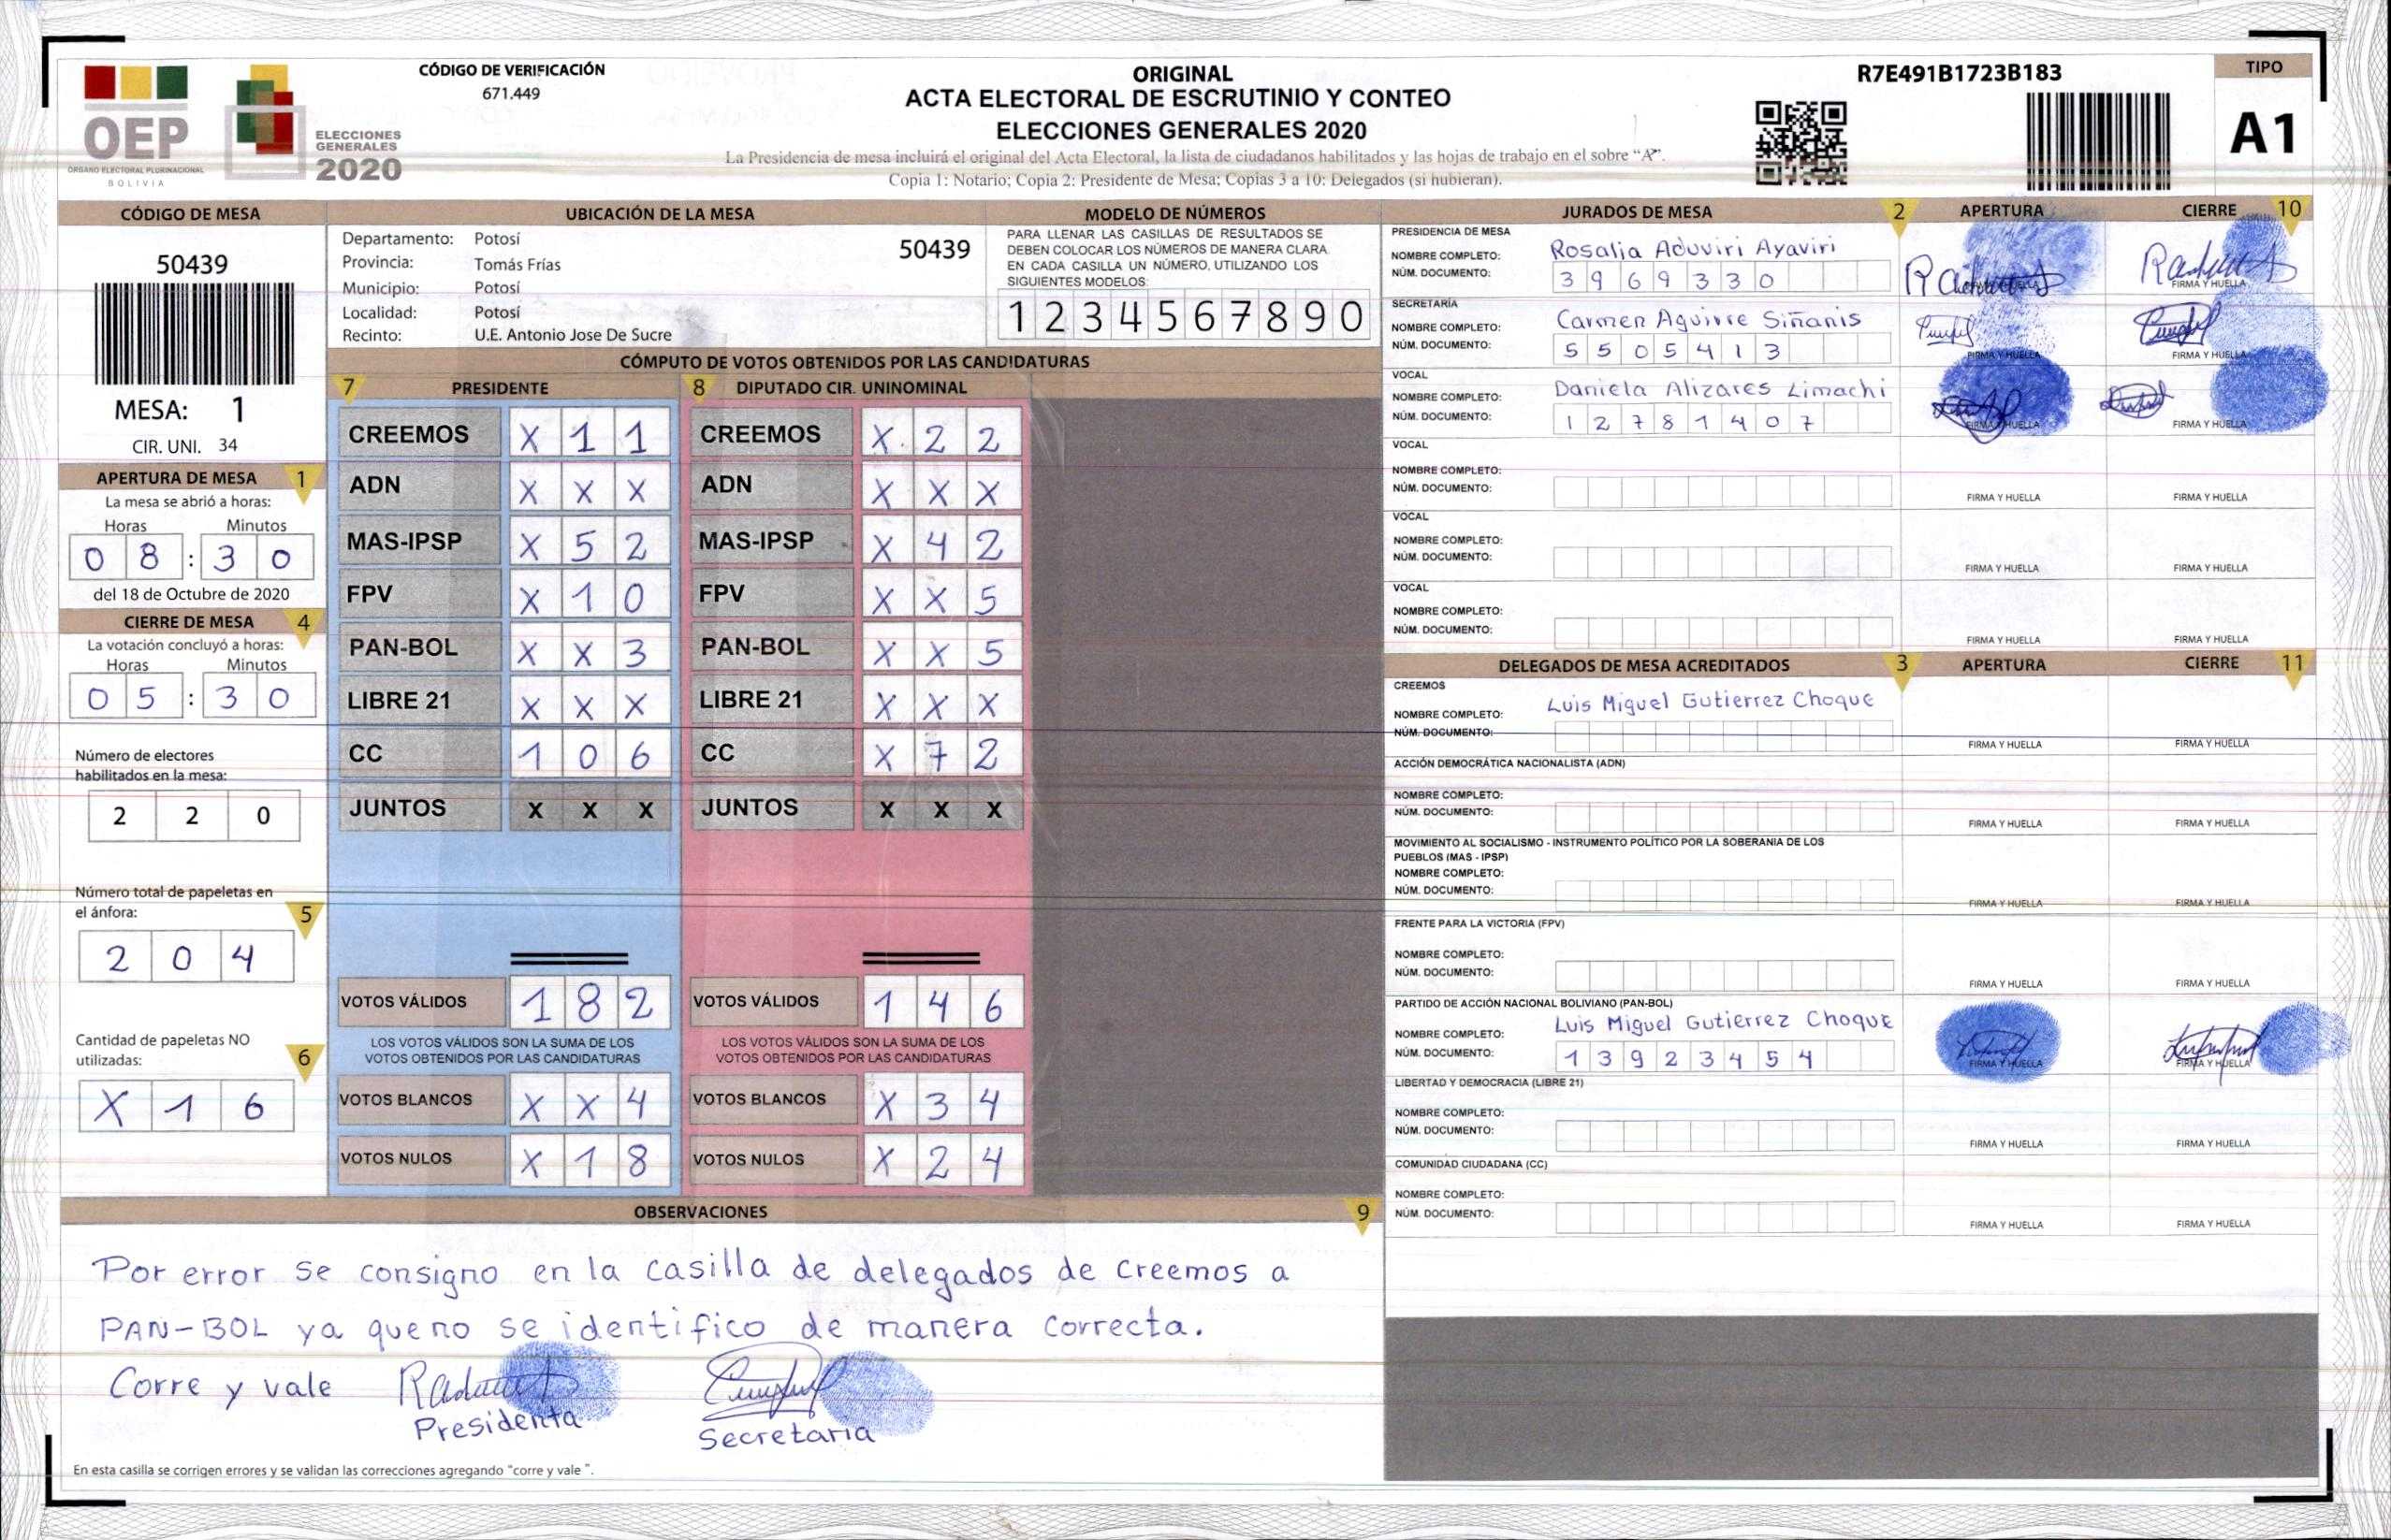 CÓDIGO DE VERIFICACIÓN
671.449
ORIGINAL
ACTA ELECTORAL DE ESCRUTINIO Y CONTEO
ELECCIONES GENERALES 2020
La Presidencia de mesa incluirá el original del Acta Electoral, la lista de ciudadanos habilitados y las hojas de trabajo en el sobre "A".
Copia 1: Notario; Copia 2: Presidente de Mesa; Copias 3 a 10: Delegados (si hubieran).
R7E491B1723B183
TIPO
A1
OEP
ÓRGANO ELECTORAL PLURINACIONAL
BOLIVIA
ELECCIONES
GENERALES
2020
CÓDIGO DE MESA
50439
MESA: 1
CIR. UNI. 34
APERTURA DE MESA 1
La mesa se abrió a horas:
Horas Minutos
0 8 : 3 0
del 18 de Octubre de 2020
CIERRE DE MESA 4
La votación concluyó a horas:
Horas Minutos
0 5 : 3 0
Número de electores
habilitados en la mesa:
2 2 0
Número total de papeletas en
el ánfora: 5
2 0 4
Cantidad de papeletas NO
utilizadas: 6
X 1 6
UBICACIÓN DE LA MESA
Departamento: Potosí
50439
Provincia: Tomás Frías
Municipio: Potosí
Localidad: Potosí
Recinto: U.E. Antonio Jose De Sucre
MODELO DE NÚMEROS
PARA LLENAR LAS CASILLAS DE RESULTADOS SE
DEBEN COLOCAR LOS NÚMEROS DE MANERA CLARA.
EN CADA CASILLA UN NÚMERO, UTILIZANDO LOS
SIGUIENTES MODELOS:
1 2 3 4 5 6 7 8 9 0
CÓMPUTO DE VOTOS OBTENIDOS POR LAS CANDIDATURAS
7 PRESIDENTE 8 DIPUTADO CIR. UNINOMINAL
CREEMOS X 1 1 CREEMOS X 2 2
ADN X X X ADN X X X
MAS-IPSP X 5 2 MAS-IPSP X 4 2
FPV X 1 0 FPV X X 5
PAN-BOL X X 3 PAN-BOL X X 5
LIBRE 21 X X X LIBRE 21 X X X
CC 1 0 6 CC X 7 2
JUNTOS X X X JUNTOS X X X
VOTOS VÁLIDOS 1 8 2 VOTOS VÁLIDOS 1 4 6
LOS VOTOS VÁLIDOS SON LA SUMA DE LOS LOS VOTOS VÁLIDOS SON LA SUMA DE LOS
VOTOS OBTENIDOS POR LAS CANDIDATURAS VOTOS OBTENIDOS POR LAS CANDIDATURAS
VOTOS BLANCOS X X 4 VOTOS BLANCOS X 3 4
VOTOS NULOS X 1 8 VOTOS NULOS X 2 4
OBSERVACIONES 9
Por error se consigno en la casilla de delegados de Creemos a
PAN-BOL ya que no se identifico de manera correcta.
Corre y vale
Presidenta Secretaria
En esta casilla se corrigen errores y se validan las correcciones agregando "corre y vale ".
JURADOS DE MESA 2 APERTURA CIERRE 10
PRESIDENCIA DE MESA
NOMBRE COMPLETO: Rosalia Aduviri Ayaviri
NÚM. DOCUMENTO: 3 9 6 9 3 3 0
FIRMA Y HUELLA
SECRETARÍA
NOMBRE COMPLETO: Carmen Aguirre Siñanis
NÚM. DOCUMENTO: 5 5 0 5 4 1 3
FIRMA Y HUELLA FIRMA Y HUELLA
VOCAL
NOMBRE COMPLETO: Daniela Alizares Limachi
NÚM. DOCUMENTO: 1 2 7 8 1 4 0 7
FIRMA Y HUELLA FIRMA Y HUELLA
VOCAL
NOMBRE COMPLETO:
NÚM. DOCUMENTO:
FIRMA Y HUELLA FIRMA Y HUELLA
VOCAL
NOMBRE COMPLETO:
NÚM. DOCUMENTO:
FIRMA Y HUELLA FIRMA Y HUELLA
VOCAL
NOMBRE COMPLETO:
NÚM. DOCUMENTO:
FIRMA Y HUELLA FIRMA Y HUELLA
DELEGADOS DE MESA ACREDITADOS 3 APERTURA CIERRE 11
CREEMOS
NOMBRE COMPLETO: Luis Miguel Gutierrez Choque
NÚM. DOCUMENTO:
FIRMA Y HUELLA FIRMA Y HUELLA
ACCIÓN DEMOCRÁTICA NACIONALISTA (ADN)
NOMBRE COMPLETO:
NÚM. DOCUMENTO:
FIRMA Y HUELLA FIRMA Y HUELLA
MOVIMIENTO AL SOCIALISMO - INSTRUMENTO POLÍTICO POR LA SOBERANIA DE LOS
PUEBLOS (MAS - IPSP)
NOMBRE COMPLETO:
NÚM. DOCUMENTO:
FIRMA Y HUELLA FIRMA Y HUELLA
FRENTE PARA LA VICTORIA (FPV)
NOMBRE COMPLETO:
NÚM. DOCUMENTO:
FIRMA Y HUELLA FIRMA Y HUELLA
PARTIDO DE ACCIÓN NACIONAL BOLIVIANO (PAN-BOL)
NOMBRE COMPLETO: Luis Miguel Gutierrez Choque
NÚM. DOCUMENTO: 1 3 9 2 3 4 5 4
FIRMA Y HUELLA FIRMA Y HUELLA
LIBERTAD Y DEMOCRACIA (LIBRE 21)
NOMBRE COMPLETO:
NÚM. DOCUMENTO:
FIRMA Y HUELLA FIRMA Y HUELLA
COMUNIDAD CIUDADANA (CC)
NOMBRE COMPLETO:
NÚM. DOCUMENTO:
FIRMA Y HUELLA FIRMA Y HUELLA